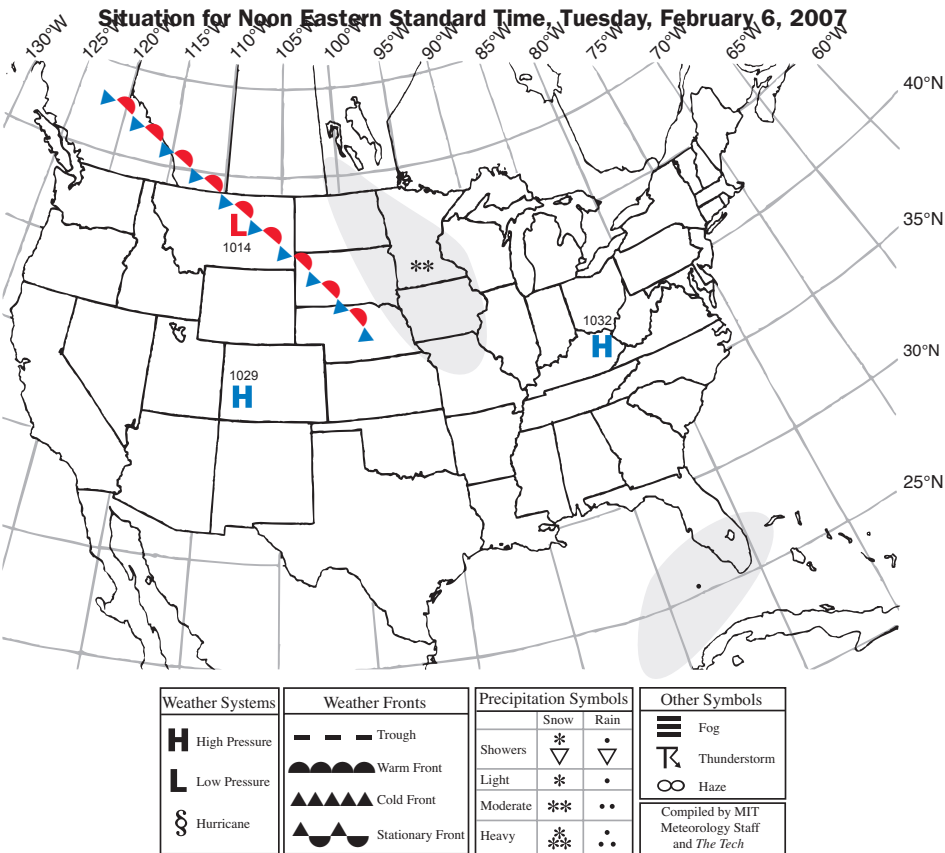 Situation for Noon Eastern Standard Time, Tuesday, February 6, 2007
130°W 125°W 120°W 115°W 110°W 105°W 100°W 95°W 90°W 85°W 80°W 75°W 70°W 65°W 60°W
40°N
35°N
30°N
25°N
L
1014
1032
H
1029
H
Weather Systems
H High Pressure
L Low Pressure
§ Hurricane
Weather Fronts
Trough
Warm Front
Cold Front
Stationary Front
Precipitation Symbols
Snow Rain
Showers
Light
Moderate
Heavy
Other Symbols
Fog
Thunderstorm
Haze
Compiled by MIT
Meteorology Staff
and The Tech